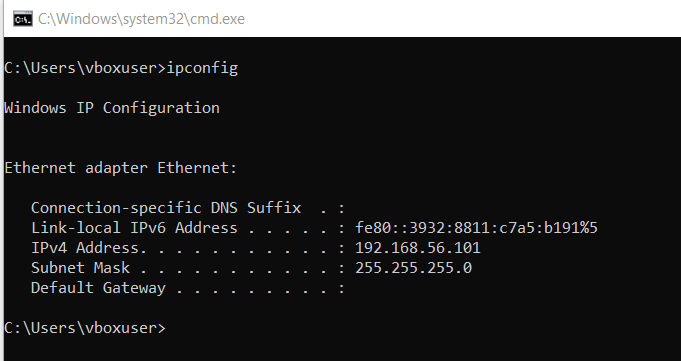 C:\Windows\system32\cmd.exe
C:\Users\vboxuser>ipconfig
Windows IP Configuration
Ethernet adapter Ethernet:
   Connection-specific DNS Suffix  . :
   Link-local IPv6 Address . . . . . : fe80::3932:8811:c7a5:b191%5
   IPv4 Address. . . . . . . . . . . : 192.168.56.101
   Subnet Mask . . . . . . . . . . . : 255.255.255.0
   Default Gateway . . . . . . . . . :
C:\Users\vboxuser>